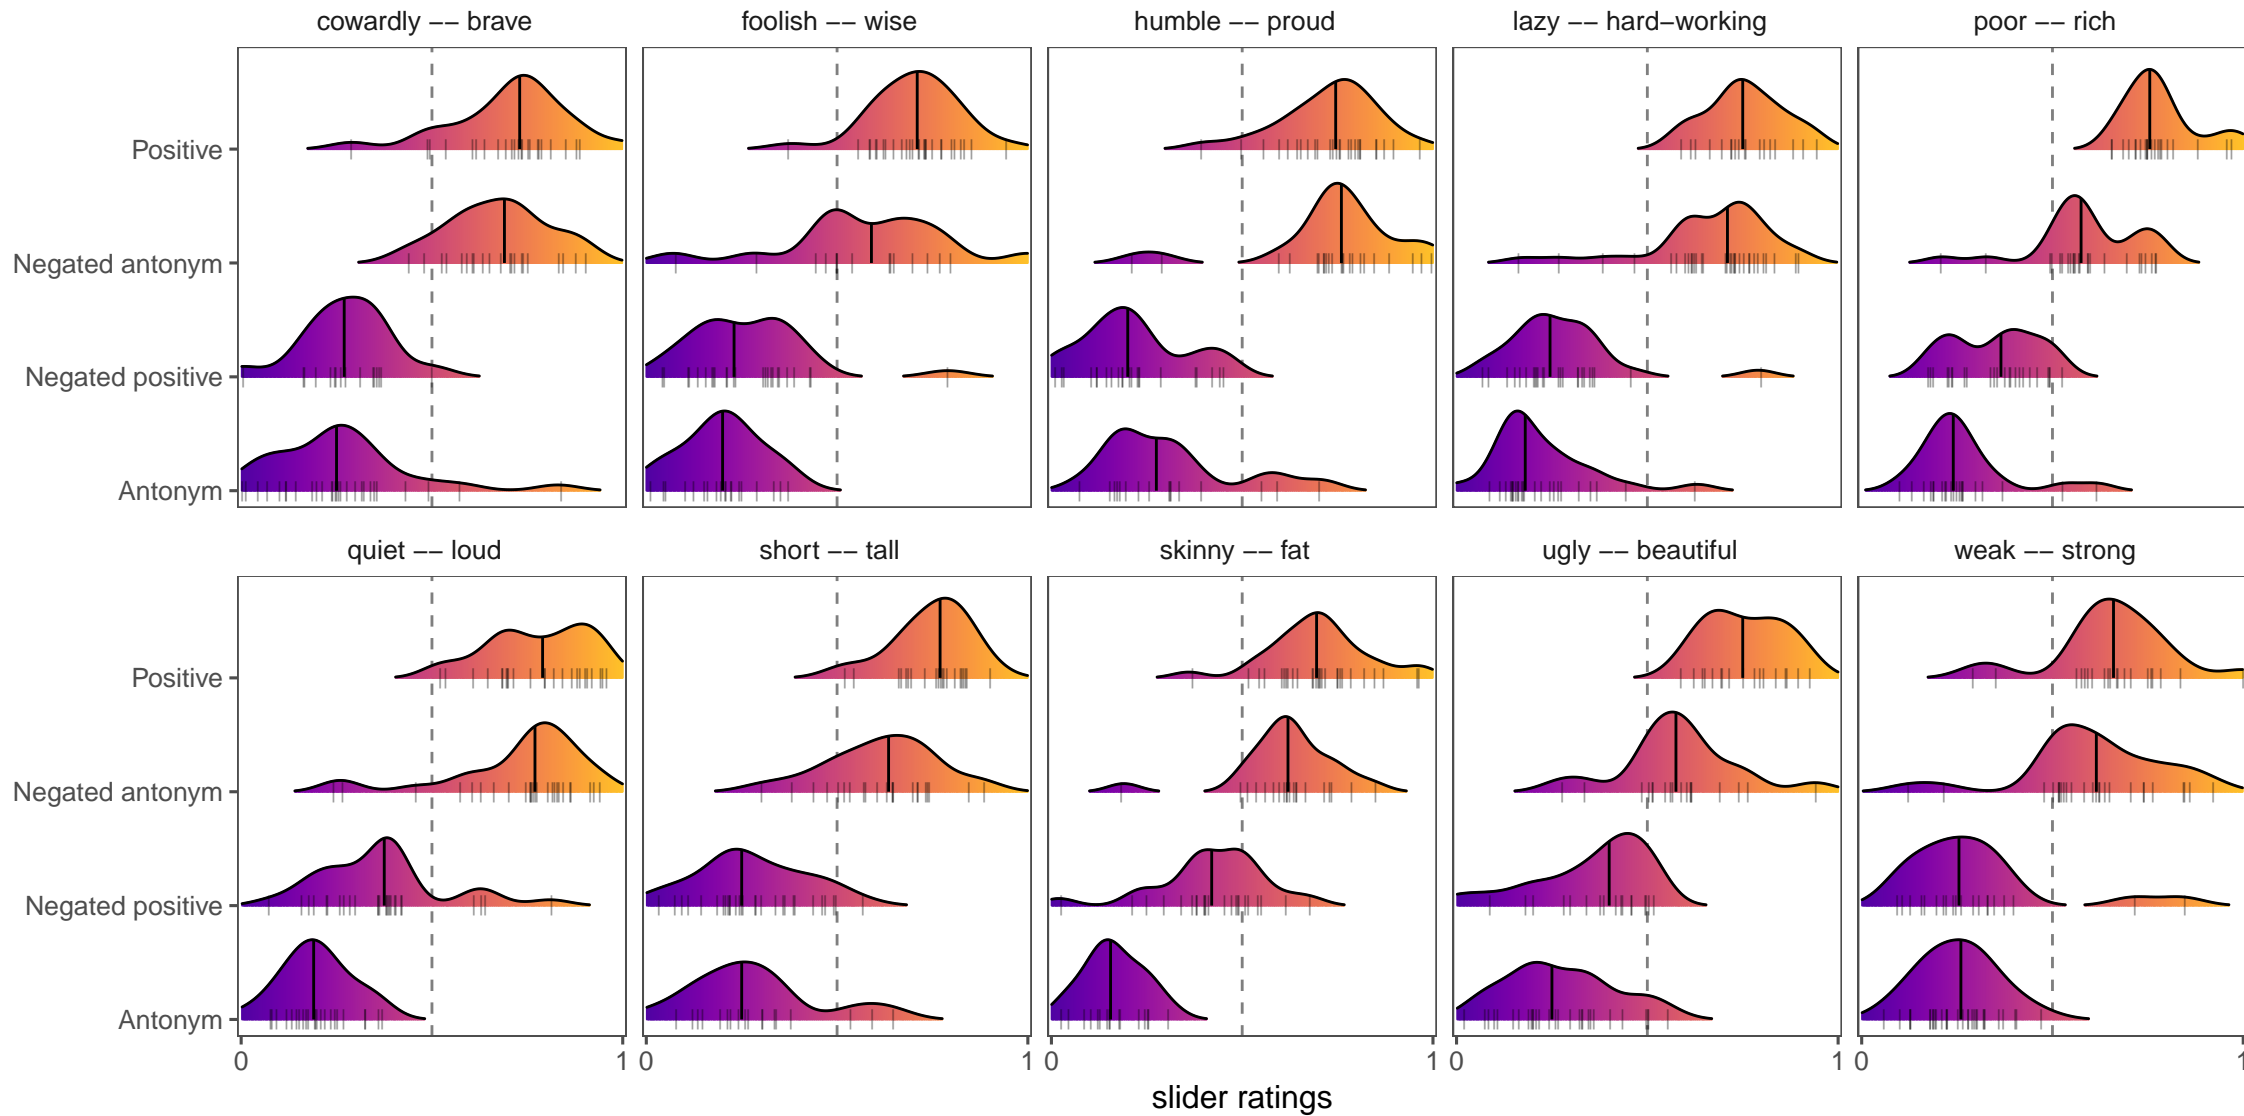 cowardly −− brave
foolish −− wise
humble −− proud
lazy −− hard−working
poor −− rich
Positive
Negated antonym
Negated positive
Antonym
quiet −− loud
short −− tall
skinny −− fat
ugly −− beautiful
weak −− strong
Positive
Negated antonym
Negated positive
Antonym
0 1 0 1 0 1 0 1 0 1
slider ratings